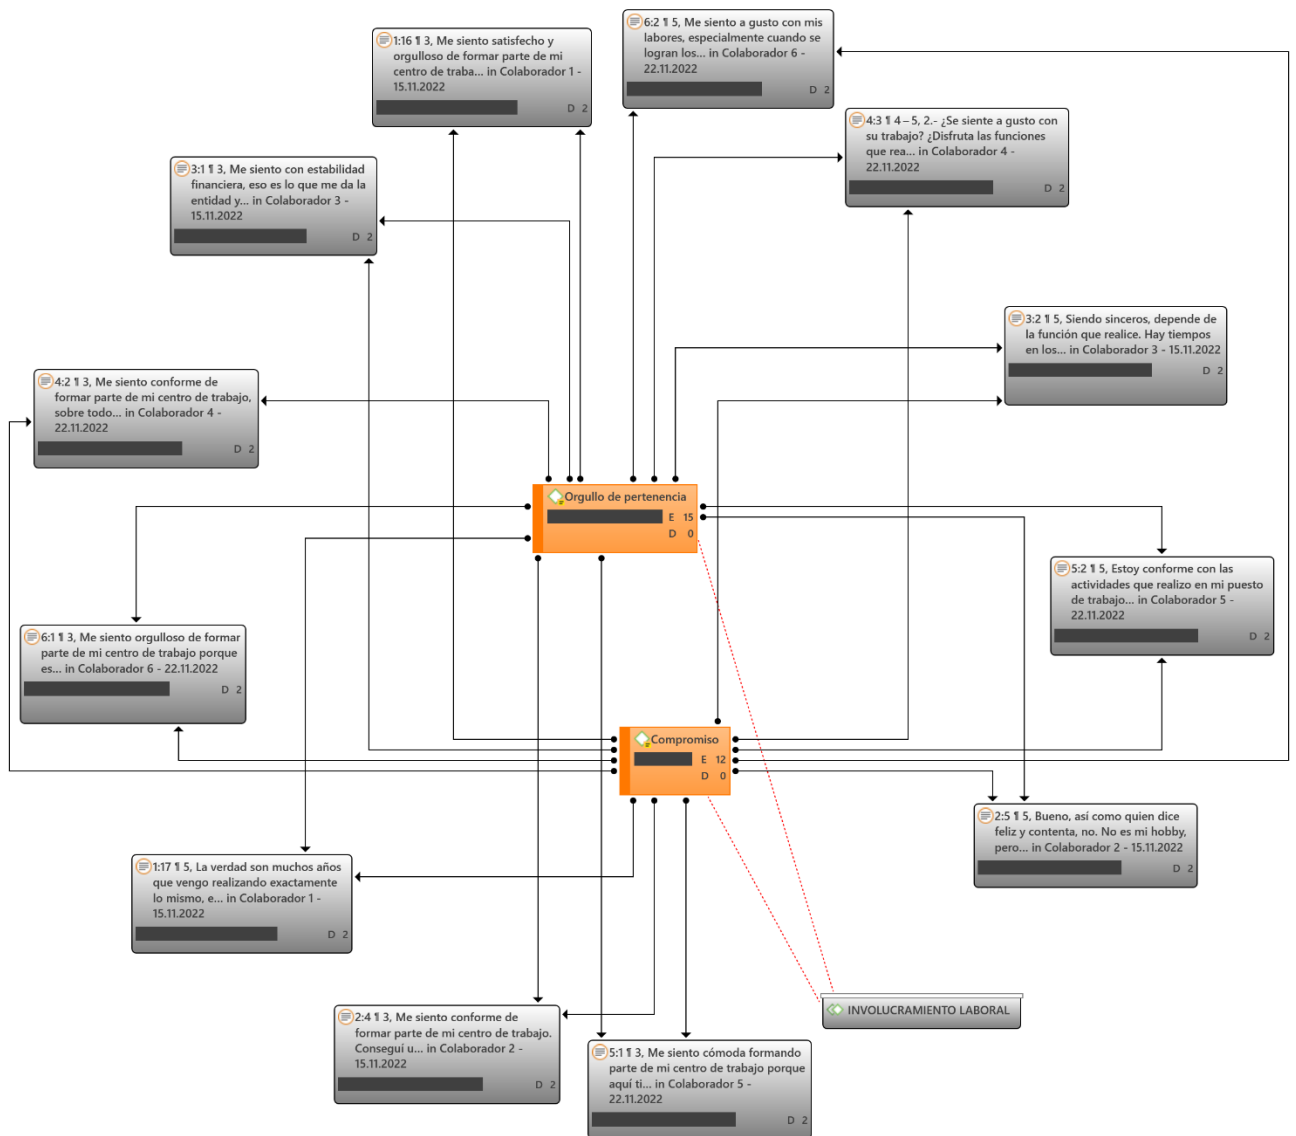 6:2 ¶ 5, Me siento a gusto con mis
labores, especialmente cuando se
logran los... in Colaborador 6 -
22.11.2022
D 2
1:16 ¶ 3, Me siento satisfecho y
orgulloso de formar parte de mi
centro de traba... in Colaborador 1 -
15.11.2022
D 2
4:3 ¶ 4 – 5, 2.- ¿Se siente a gusto con
su trabajo? ¿Disfruta las funciones
que rea... in Colaborador 4 -
22.11.2022
D 2
3:1 ¶ 3, Me siento con estabilidad
financiera, eso es lo que me da la
entidad y... in Colaborador 3 -
15.11.2022
D 2
3:2 ¶ 5, Siendo sinceros, depende de
la función que realice. Hay tiempos
en los... in Colaborador 3 - 15.11.2022
D 2
4:2 ¶ 3, Me siento conforme de
formar parte de mi centro de trabajo,
sobre todo... in Colaborador 4 -
22.11.2022
D 2
Orgullo de pertenencia
E 15
D 0
5:2 ¶ 5, Estoy conforme con las
actividades que realizo en mi puesto
de trabajo... in Colaborador 5 -
22.11.2022
D 2
6:1 ¶ 3, Me siento orgulloso de formar
parte de mi centro de trabajo porque
es... in Colaborador 6 - 22.11.2022
D 2
Compromiso
E 12
D 0
2:5 ¶ 5, Bueno, así como quien dice
feliz y contenta, no. No es mi hobby,
pero... in Colaborador 2 - 15.11.2022
D 2
1:17 ¶ 5, La verdad son muchos años
que vengo realizando exactamente
lo mismo, e... in Colaborador 1 -
15.11.2022
D 2
INVOLUCRAMIENTO LABORAL
2:4 ¶ 3, Me siento conforme de
formar parte de mi centro de trabajo.
Conseguí u... in Colaborador 2 -
15.11.2022
D 2
5:1 ¶ 3, Me siento cómoda formando
parte de mi centro de trabajo porque
aquí ti... in Colaborador 5 -
22.11.2022
D 2